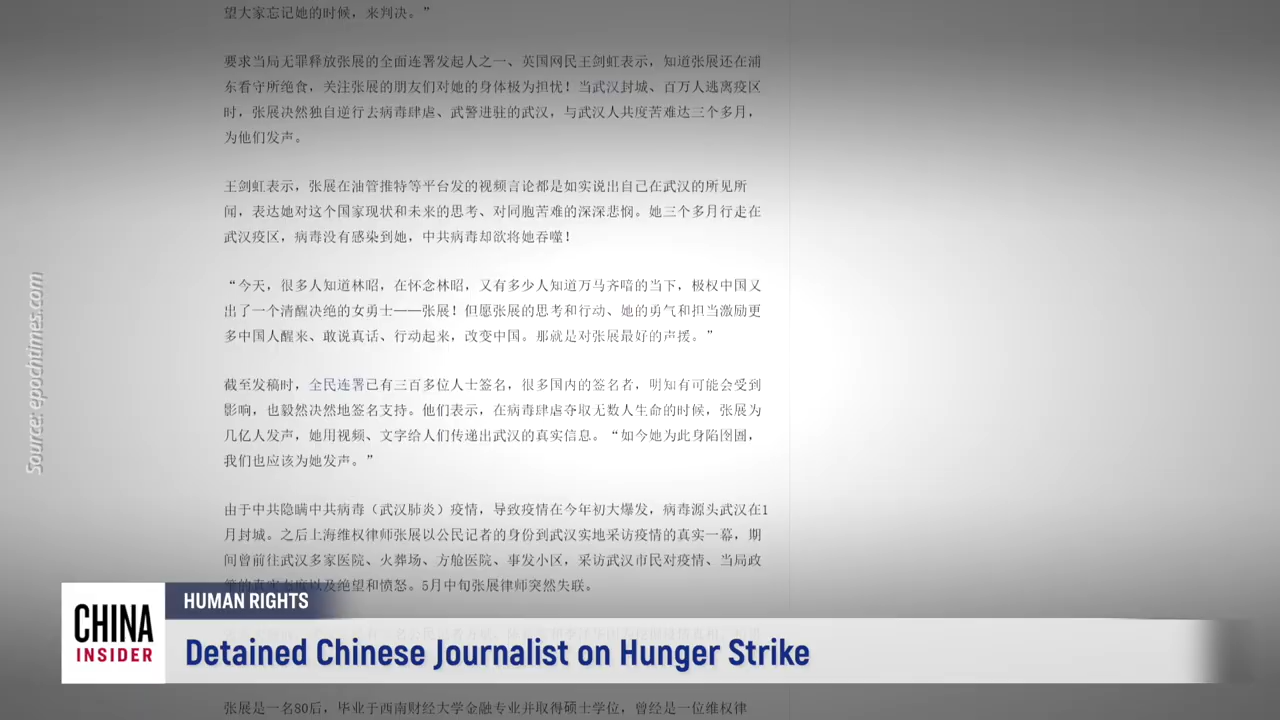 望大家忘记她的时候，来判决。”
要求当局无罪释放张展的全面连署发起人之一、英国网民王剑虹表示，知道张展还在浦
东看守所绝食，关注张展的朋友们对她的身体极为担忧！当武汉封城、百万人逃离疫区
时，张展决然独自逆行去病毒肆虐、武警进驻的武汉，与武汉人共度苦难达三个多月，
为他们发声。
王剑虹表示，张展在油管推特等平台发的视频言论都是如实说出自己在武汉的所见所
闻，表达她对这个国家现状和未来的思考、对同胞苦难的深深悲悯。她三个多月行走在
武汉疫区，病毒没有感染到她，中共病毒却欲将她吞噬！
“今天，很多人知道林昭，在怀念林昭，又有多少人知道万马齐喑的当下，极权中国又
出了一个清醒决绝的女勇士——张展！但愿张展的思考和行动、她的勇气和担当激励更
多中国人醒来、敢说真话、行动起来，改变中国。那就是对张展最好的声援。”
截至发稿时，全民连署已有三百多位人士签名，很多国内的签名者，明知有可能会受到
影响，也毅然决然地签名支持。他们表示，在病毒肆虐夺取无数人生命的时候，张展为
几亿人发声，她用视频、文字给人们传递出武汉的真实信息。“如今她为此身陷囹圄，
我们也应该为她发声。”
由于中共隐瞒中共病毒（武汉肺炎）疫情，导致疫情在今年初大爆发，病毒源头武汉在1
月封城。之后上海维权律师张展以公民记者的身份到武汉实地采访疫情的真实一幕，期
间曾前往武汉多家医院、火葬场、方舱医院、事发小区，采访武汉市民对疫情、当局政
策的真实态度以及绝望和愤怒。5月中旬张展律师突然失联。
张展是一名80后，毕业于西南财经大学金融专业并取得硕士学位，曾经是一位维权律
Source: epochtimes.com
HUMAN RIGHTS
CHINA
INSIDER
Detained Chinese Journalist on Hunger Strike